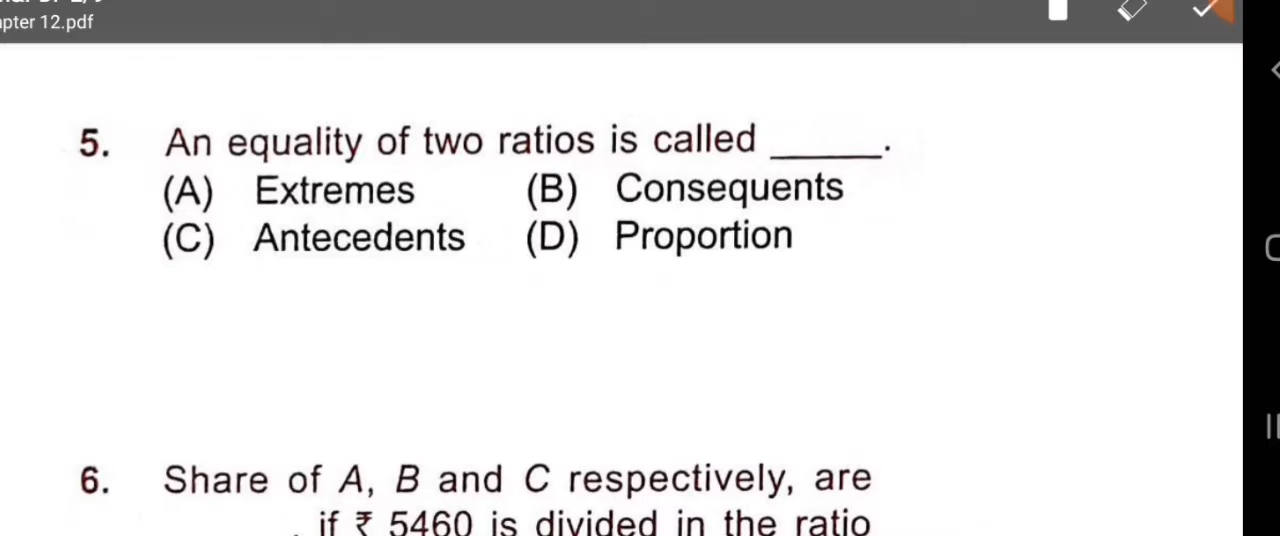 pter 12.pdf
5. An equality of two ratios is called ______.
(A) Extremes (B) Consequents
(C) Antecedents (D) Proportion
6. Share of A, B and C respectively, are
if ₹ 5460 is divided in the ratio